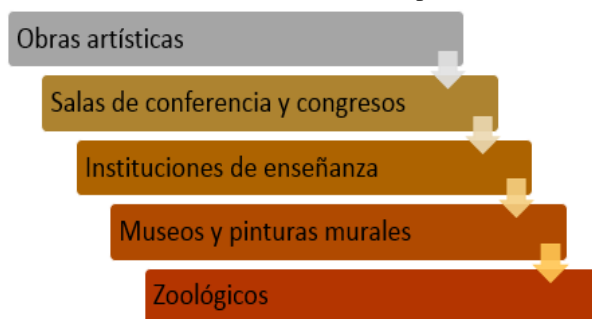 Obras artísticas
Salas de conferencia y congresos
Instituciones de enseñanza
Museos y pinturas murales
Zoológicos